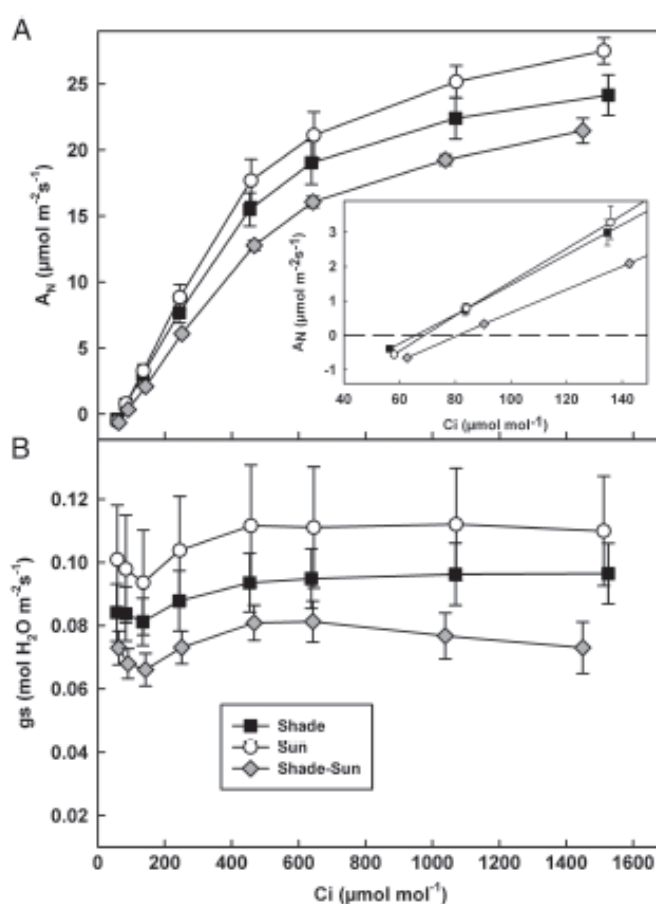 A
25
20
15
10
5
0
A_N (µmol m⁻²s⁻¹)
3
2
1
0
-1
A_N (µmol m⁻²s⁻¹)
40 60 80 100 120 140
Ci (µmol mol⁻¹)
B
0.12
0.10
0.08
0.06
0.04
0.02
gs (mol H₂O m⁻²s⁻¹)
Shade
Sun
Shade-Sun
0 200 400 600 800 1000 1200 1400 1600
Ci (µmol mol⁻¹)